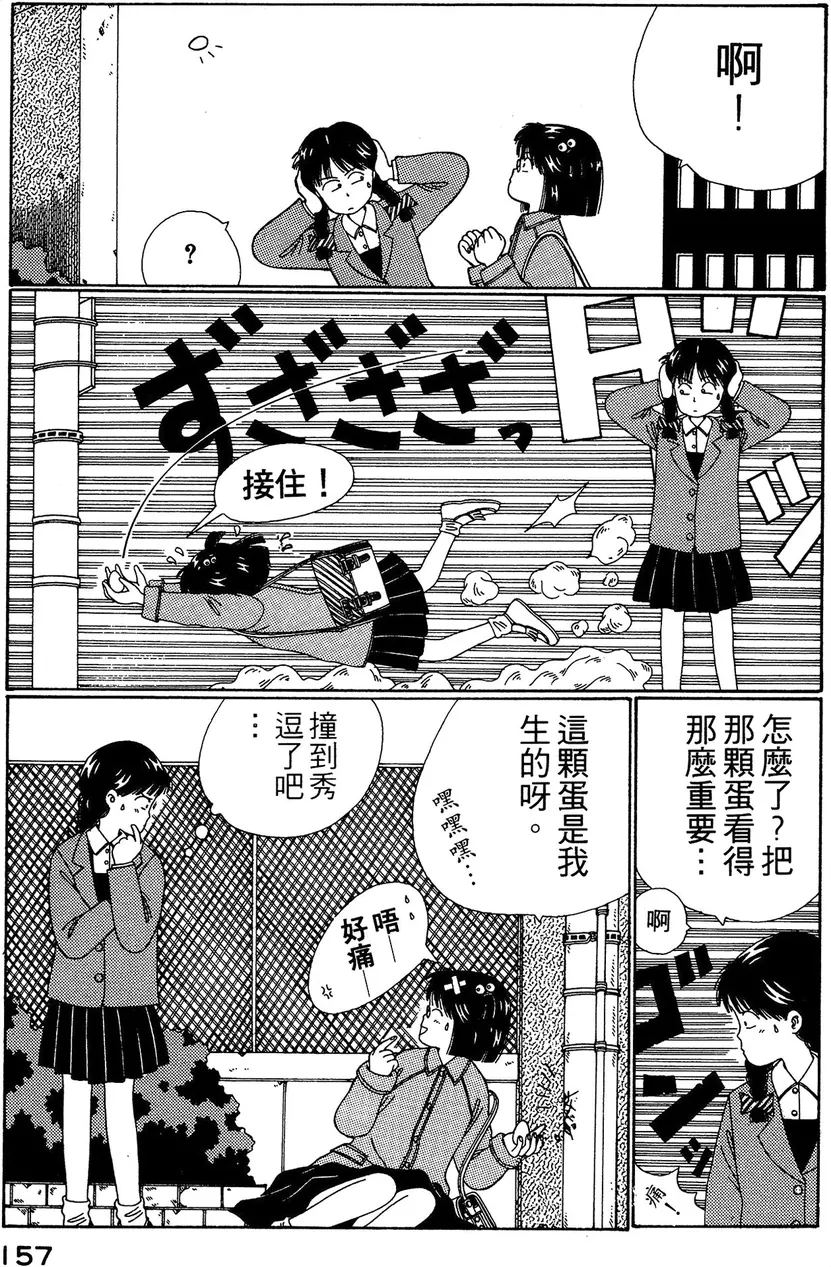 啊！
？
ずざざざざっ
接住！
怎麼了？把
那顆蛋看得
那麼重要…
啊
ゴーン
痛！
這顆蛋是我
生的呀。
嘿嘿嘿…
撞到秀
逗了吧
…
唔——
好痛——
157